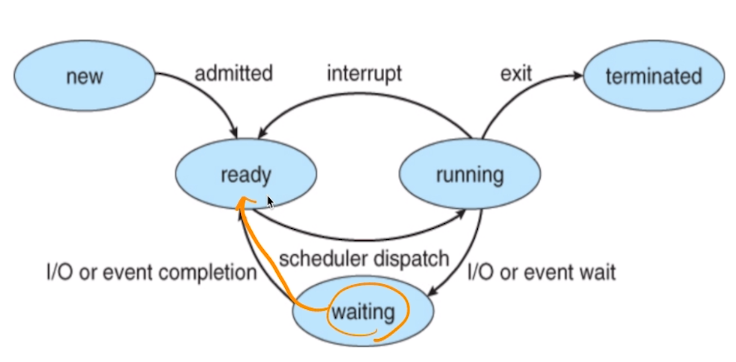 new
admitted
interrupt
exit
terminated
ready
running
scheduler dispatch
I/O or event completion
I/O or event wait
waiting